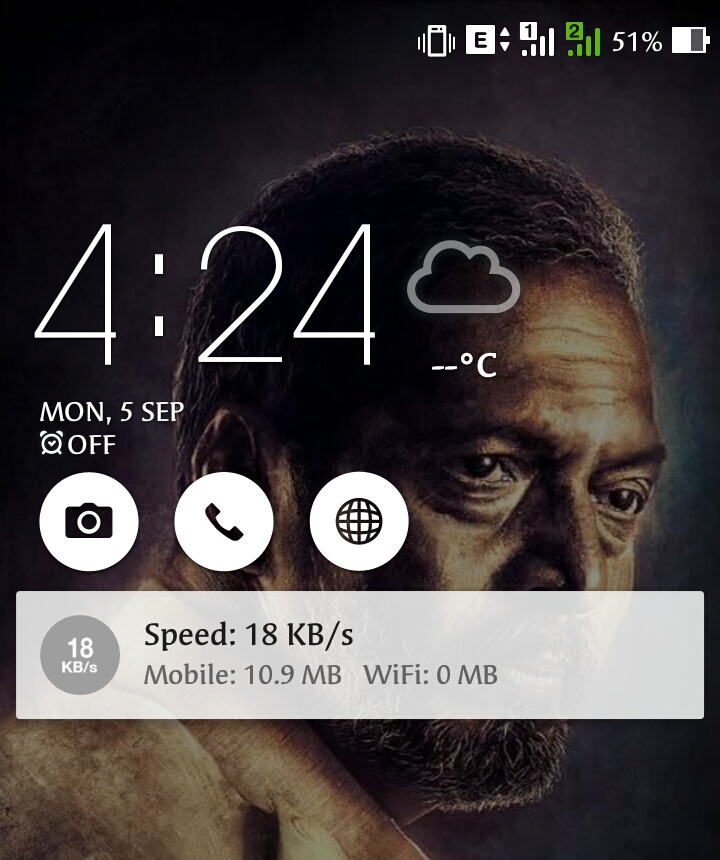 E 1 2 51%
4:24
--°C
MON, 5 SEP
OFF
18 KB/s
Speed: 18 KB/s
Mobile: 10.9 MB WiFi: 0 MB